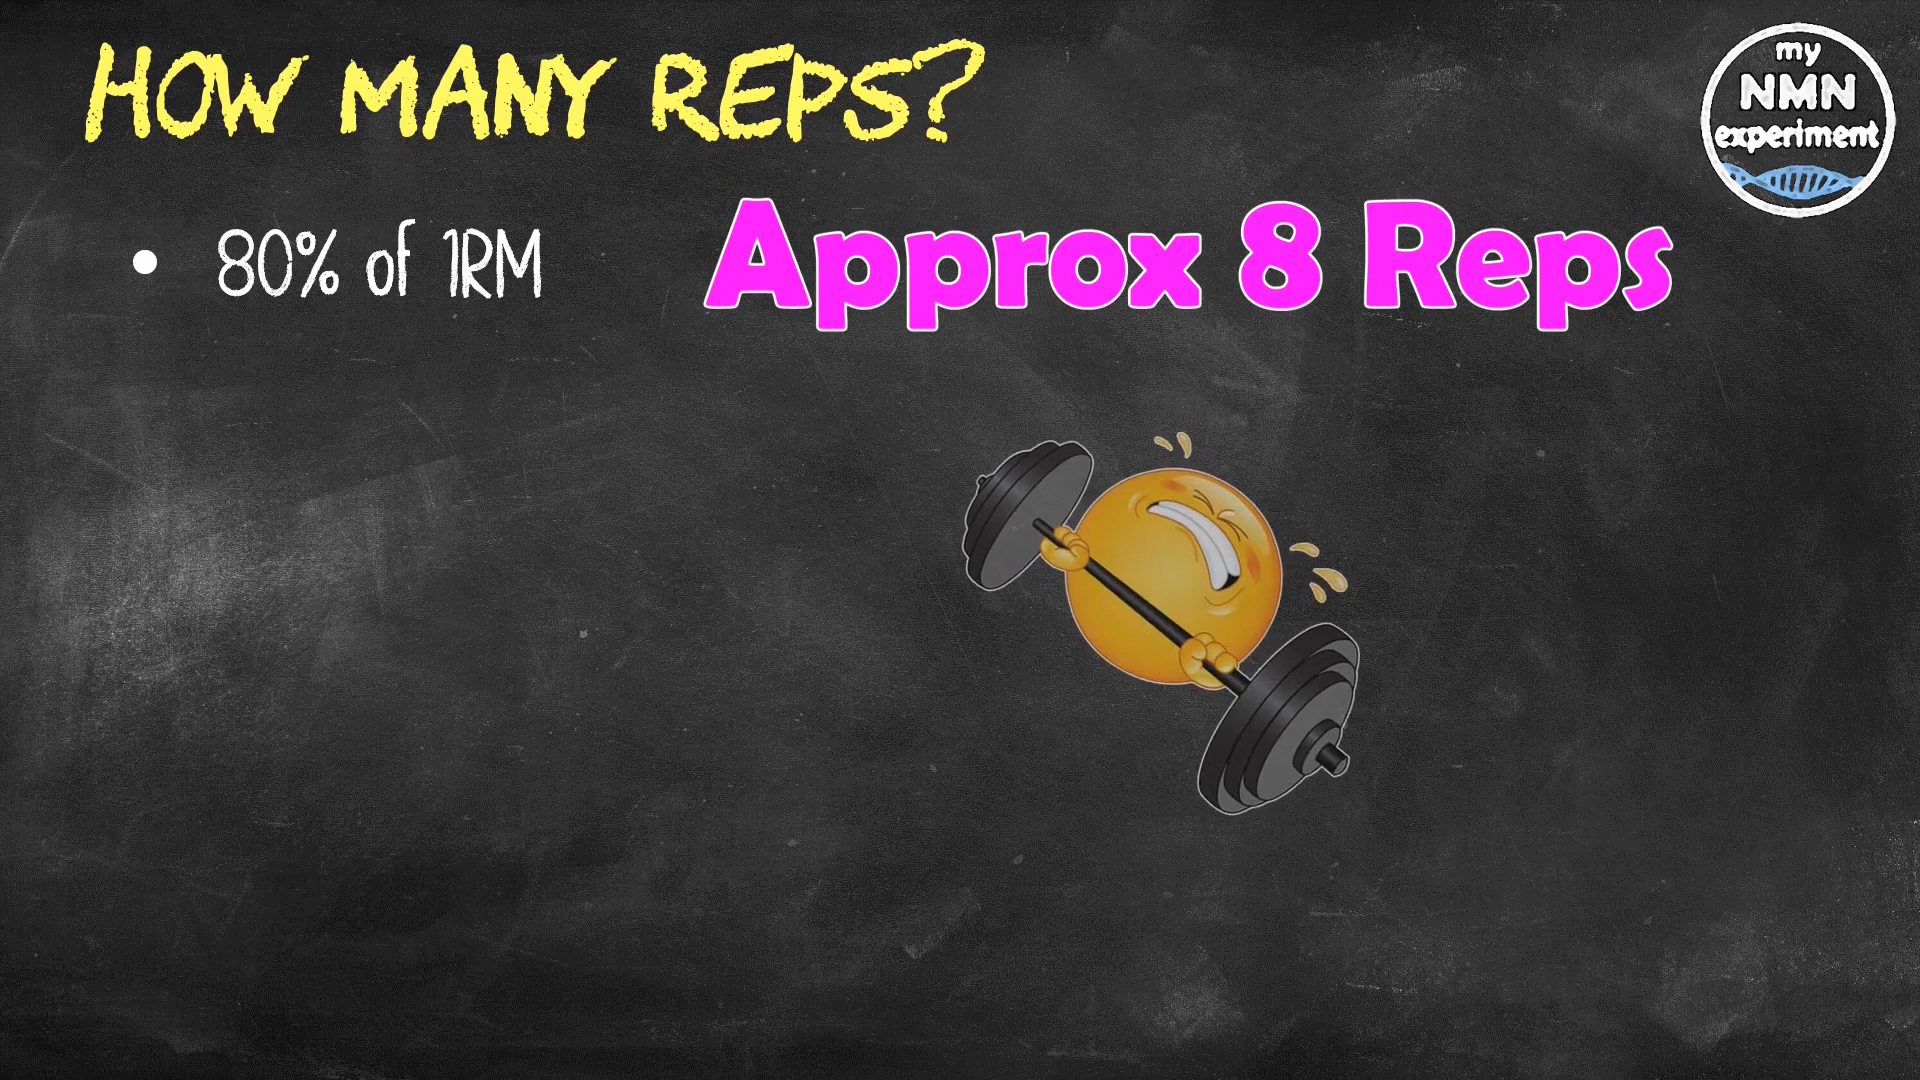 HOW MANY REPS?
my
NMN
experiment
• 80% of 1RM
Approx 8 Reps